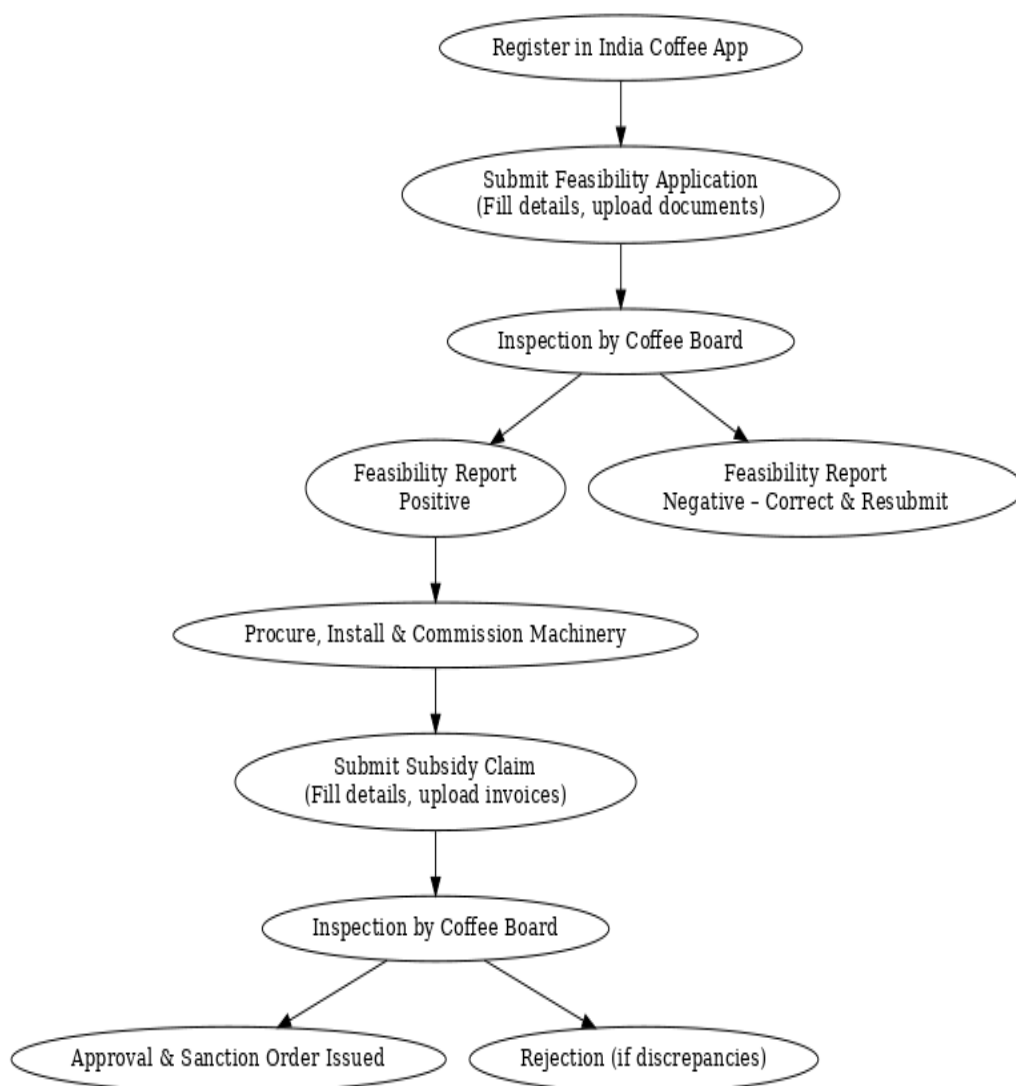 Register in India Coffee App
Submit Feasibility Application
(Fill details, upload documents)
Inspection by Coffee Board
Feasibility Report
Positive
Feasibility Report
Negative – Correct & Resubmit
Procure, Install & Commission Machinery
Submit Subsidy Claim
(Fill details, upload invoices)
Inspection by Coffee Board
Approval & Sanction Order Issued
Rejection (if discrepancies)